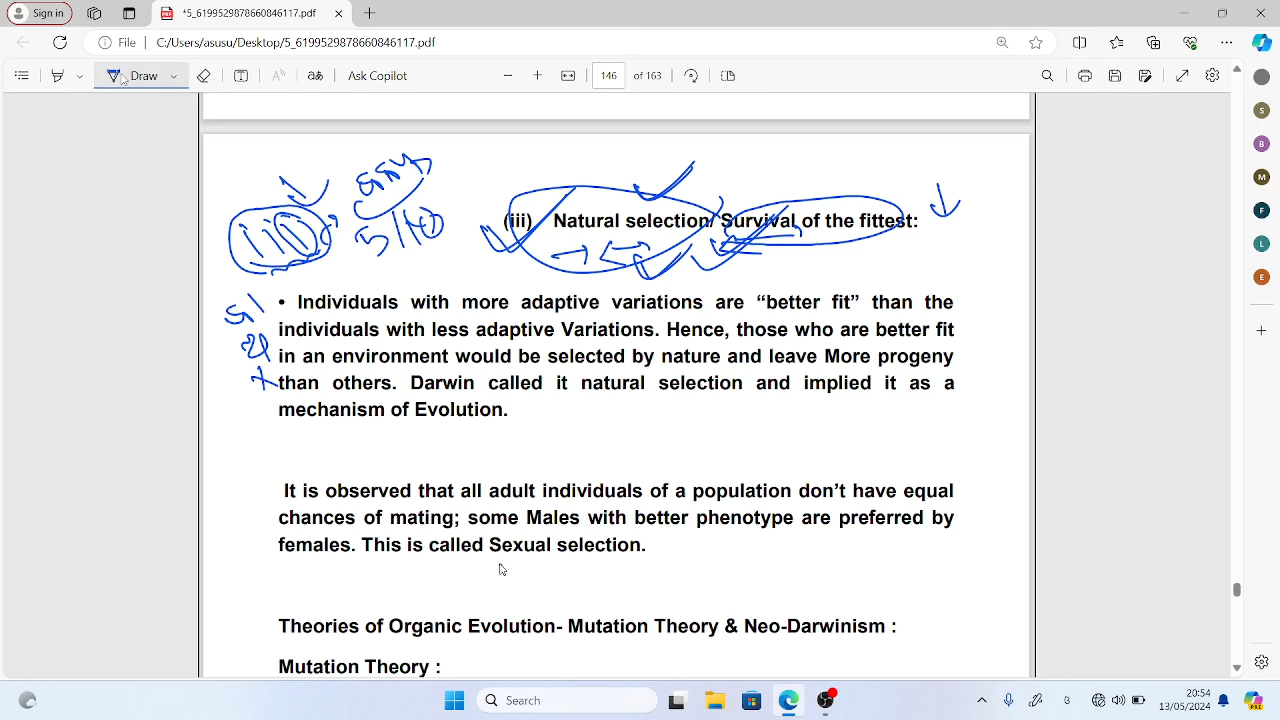 Sign in
*5_6199529878660846117.pdf
File
C:/Users/asusu/Desktop/5_6199529878660846117.pdf
Draw
Ask Copilot
146 of 163
(iii) Natural selection/ Survival of the fittest:
• Individuals with more adaptive variations are “better fit” than the
individuals with less adaptive Variations. Hence, those who are better fit
in an environment would be selected by nature and leave More progeny
than others. Darwin called it natural selection and implied it as a
mechanism of Evolution.
It is observed that all adult individuals of a population don’t have equal
chances of mating; some Males with better phenotype are preferred by
females. This is called Sexual selection.
Theories of Organic Evolution- Mutation Theory & Neo-Darwinism :
Mutation Theory :
S
B
M
F
L
E
Search
20:54
13/05/2024